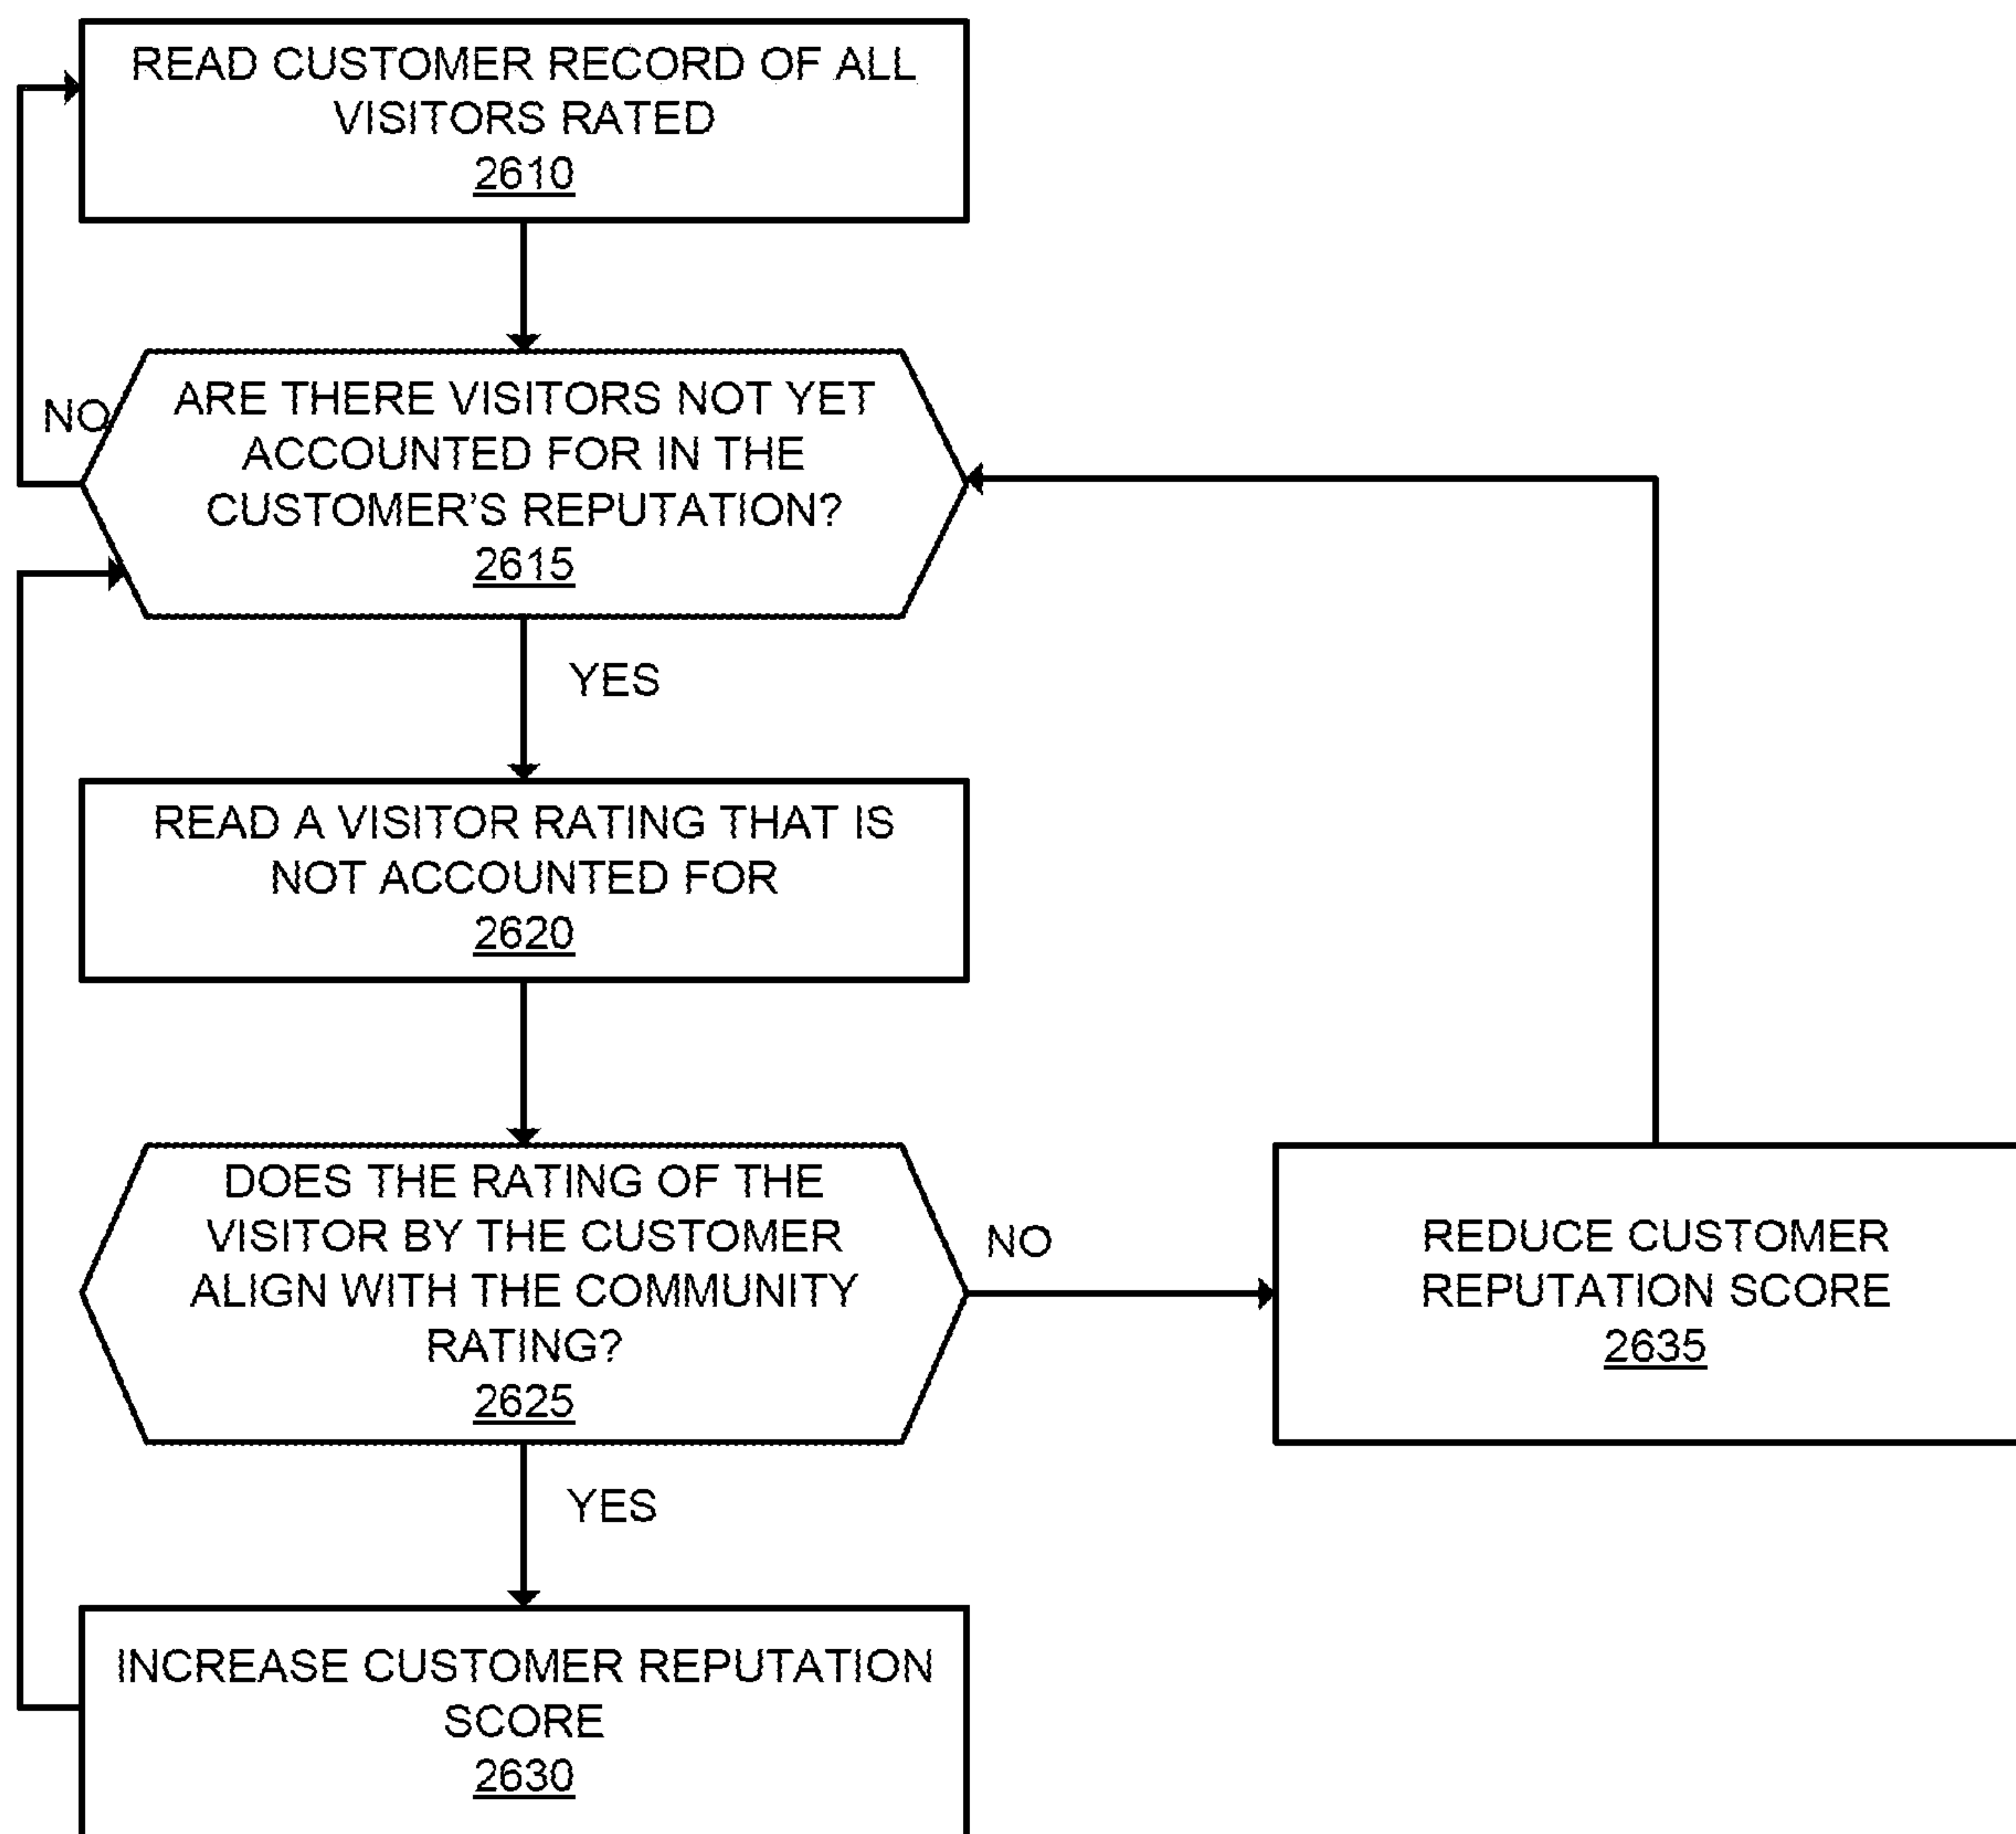 READ CUSTOMER RECORD OF ALL
VISITORS RATED
2610
NO
ARE THERE VISITORS NOT YET
ACCOUNTED FOR IN THE
CUSTOMER'S REPUTATION?
2615
YES
READ A VISITOR RATING THAT IS
NOT ACCOUNTED FOR
2620
DOES THE RATING OF THE
VISITOR BY THE CUSTOMER
ALIGN WITH THE COMMUNITY
RATING?
2625
NO
REDUCE CUSTOMER
REPUTATION SCORE
2635
YES
INCREASE CUSTOMER REPUTATION
SCORE
2630